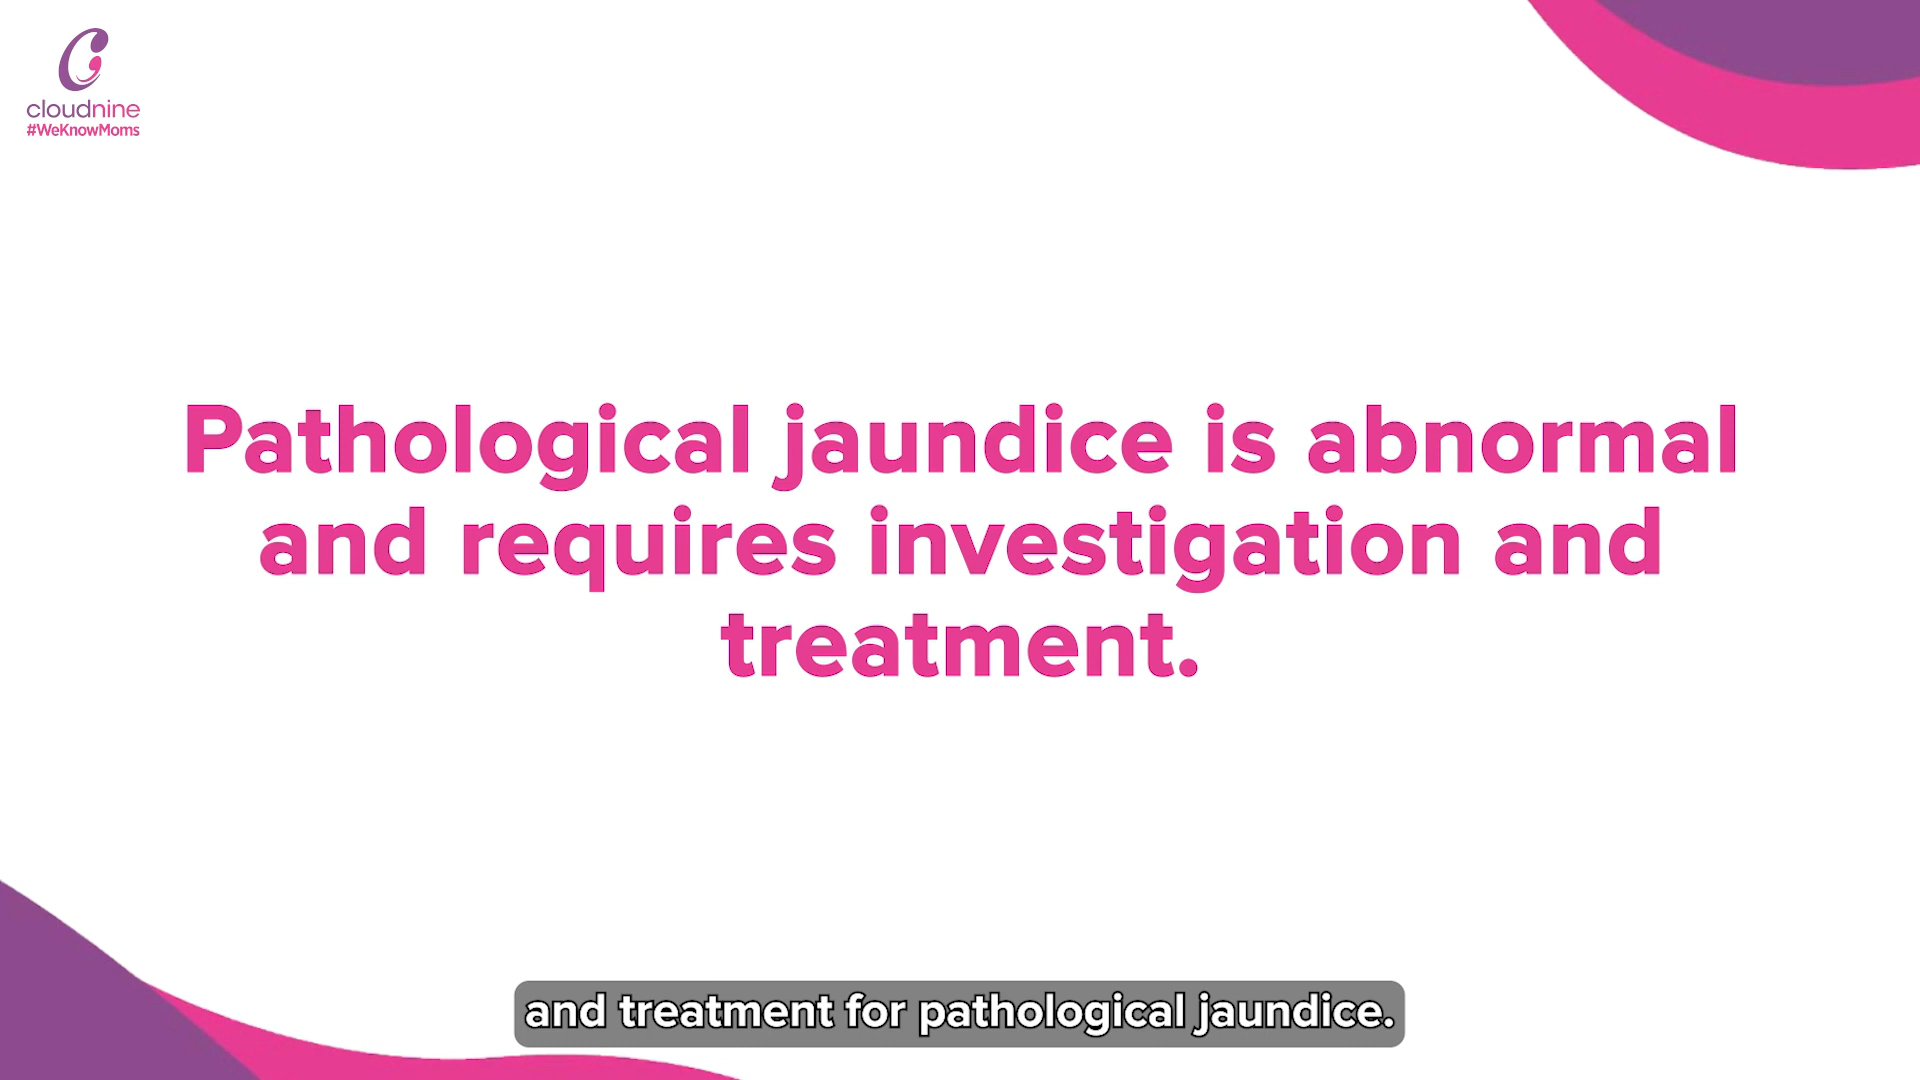 cloudnine
#WeKnowMoms
Pathological jaundice is abnormal
and requires investigation and
treatment.
and treatment for pathological jaundice.